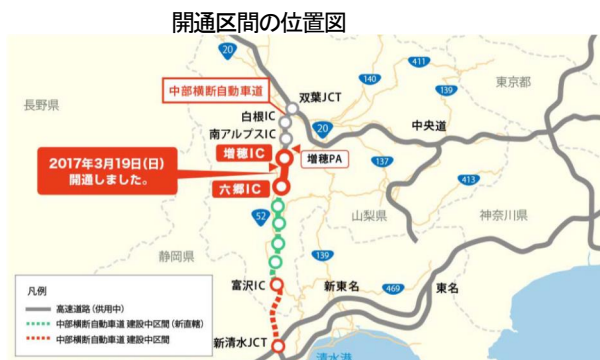 開通区間の位置図
20
411
140
東京都
中部横断自動車道
双葉JCT
139
長野県
白根IC
20
中央道
南アルプスIC
増穂IC
増穂PA
137
2017年3月19日(日)
開通しました。
六郷IC
413
52
山梨県
神奈川県
静岡県
139
富沢IC
新東名
469
東名
凡例
高速道路(供用中)
中部横断自動車道 建設中区間(新直轄)
中部横断自動車道 建設中区間
新清水JCT
清水港